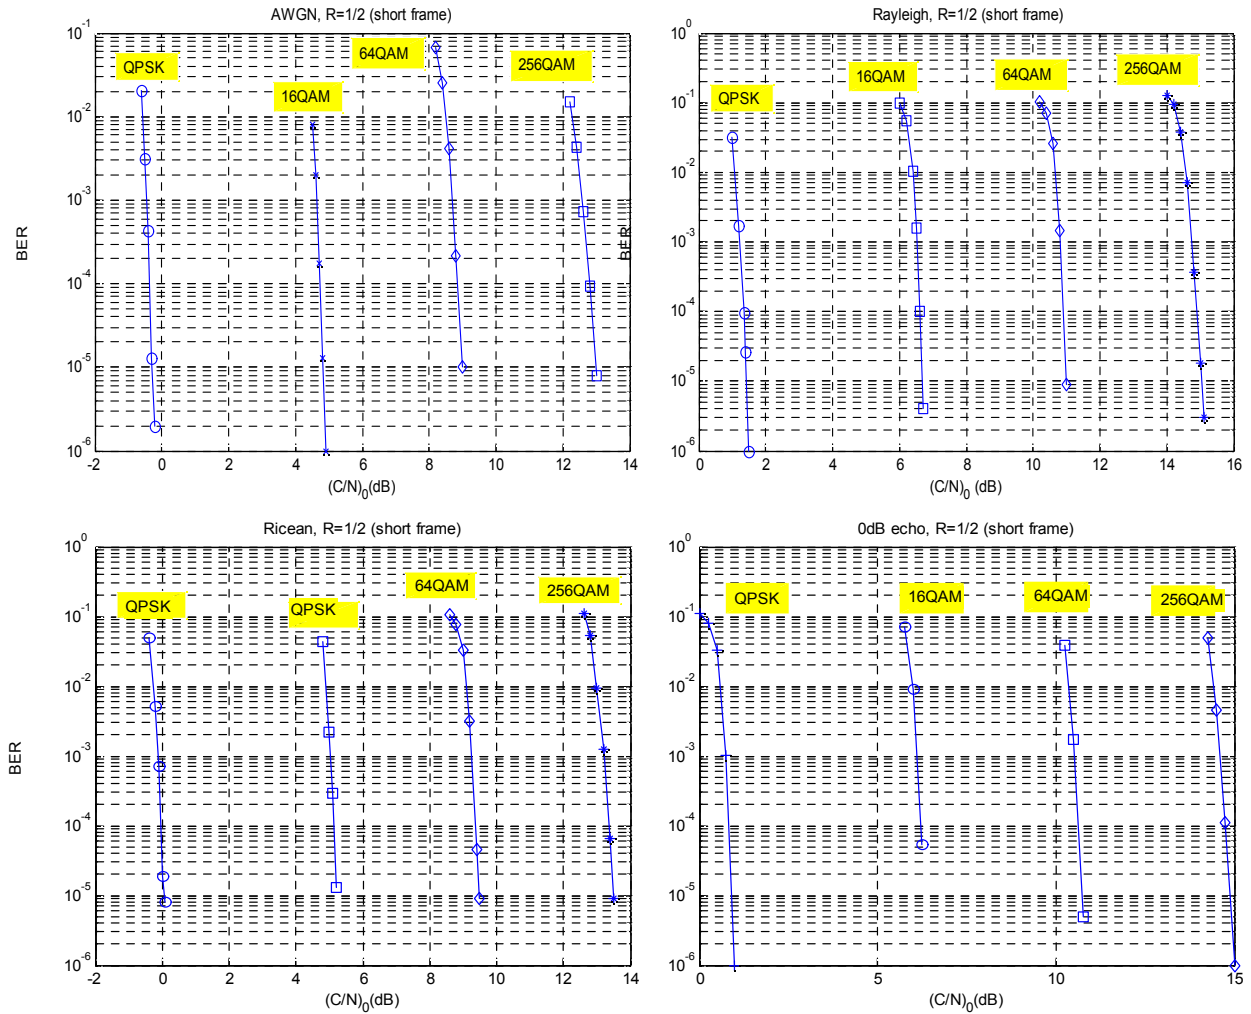 AWGN, R=1/2 (short frame)
10^-1
10^-2
10^-3
10^-4
10^-5
10^-6
BER
QPSK
16QAM
64QAM
256QAM
-2 0 2 4 6 8 10 12 14
(C/N)0(dB)
Rayleigh, R=1/2 (short frame)
10^0
10^-1
10^-2
10^-3
10^-4
10^-5
10^-6
BER
QPSK
16QAM
64QAM
256QAM
0 2 4 6 8 10 12 14 16
(C/N)0 (dB)
Ricean, R=1/2 (short frame)
10^0
10^-1
10^-2
10^-3
10^-4
10^-5
10^-6
BER
QPSK
QPSK
64QAM
256QAM
-2 0 2 4 6 8 10 12 14
(C/N)0(dB)
0dB echo, R=1/2 (short frame)
10^0
10^-1
10^-2
10^-3
10^-4
10^-5
10^-6
QPSK
16QAM
64QAM
256QAM
0 5 10 15
(C/N)0(dB)